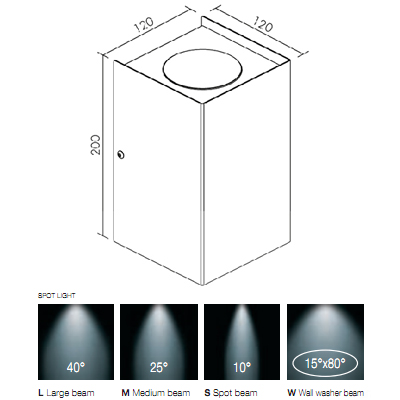 120
120
200
SPOT LIGHT
40°
25°
10°
15°x80°
L Large beam
M Medium beam
S Spot beam
W Wall washer beam